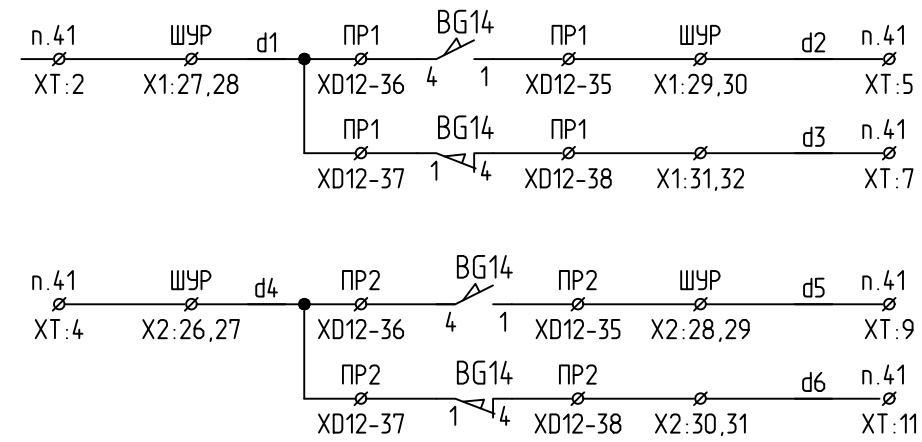 п.41 ШУР d1 ПР1 BG14 ПР1 ШУР d2 п.41
XT:2 X1:27,28 XD12-36 4 1 XD12-35 X1:29,30 XT:5
ПР1 BG14 ПР1 d3 п.41
XD12-37 1 4 XD12-38 X1:31,32 XT:7
п.41 ШУР d4 ПР2 BG14 ПР2 ШУР d5 п.41
XT:4 X2:26,27 XD12-36 4 1 XD12-35 X2:28,29 XT:9
ПР2 BG14 ПР2 d6 п.41
XD12-37 1 4 XD12-38 X2:30,31 XT:11